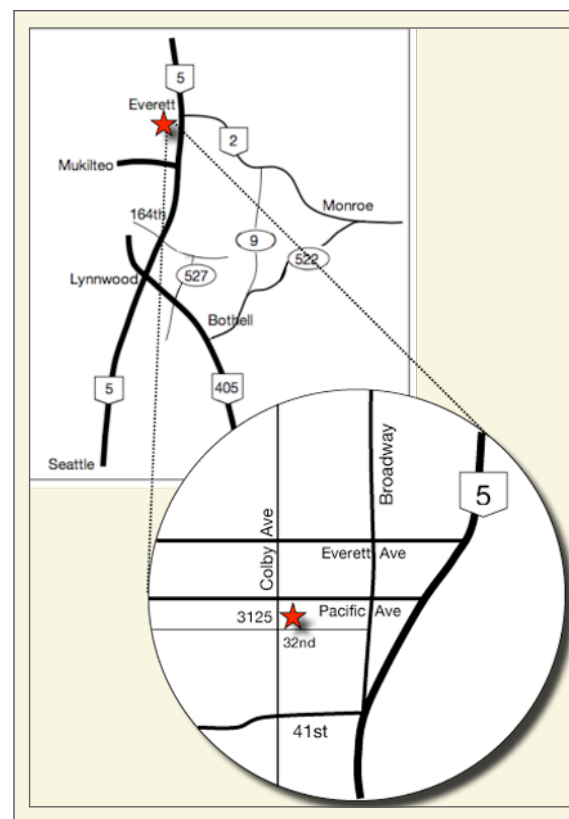 5
Everett
2
Mukilteo
Monroe
164th
9
522
Lynnwood
527
Bothell
5
405
Seattle
Broadway
5
Colby Ave
Everett Ave
3125
Pacific Ave
32nd
41st